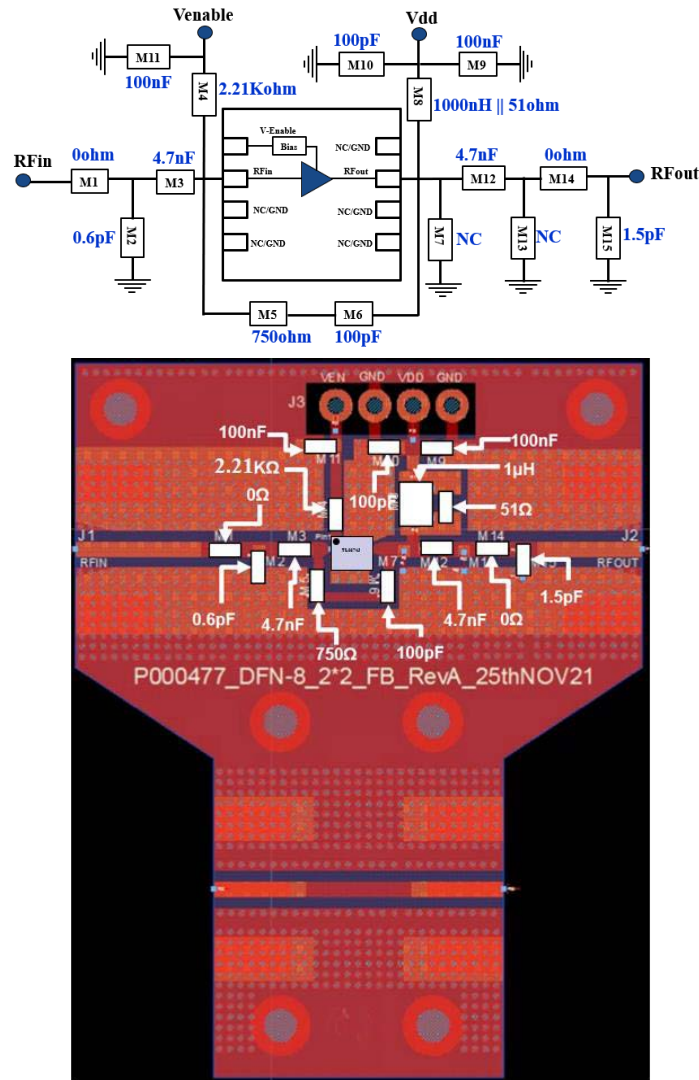 Venable
Vdd
M11
100nF
M4
2.21Kohm
100pF
M10
100nF
M9
M8
1000nH || 51ohm
V-Enable
Bias
NC/GND
RFin
0ohm
M1
4.7nF
M3
RFin
RFout
4.7nF
M12
0ohm
M14
RFout
NC/GND
NC/GND
0.6pF
M2
NC/GND
NC/GND
M7
NC
M13
NC
M15
1.5pF
M5
750ohm
M6
100pF
VEN
GND
VDD
GND
J3
100nF
M11
M9
100nF
2.21KΩ
100pF
1µH
51Ω
0Ω
J1
M3
M14
J2
RFIN
M2
M7
RFOUT
0.6pF
4.7nF
M5
M6
4.7nF
0Ω
1.5pF
750Ω
100pF
P000477_DFN-8_2*2_FB_RevA_25thNOV21